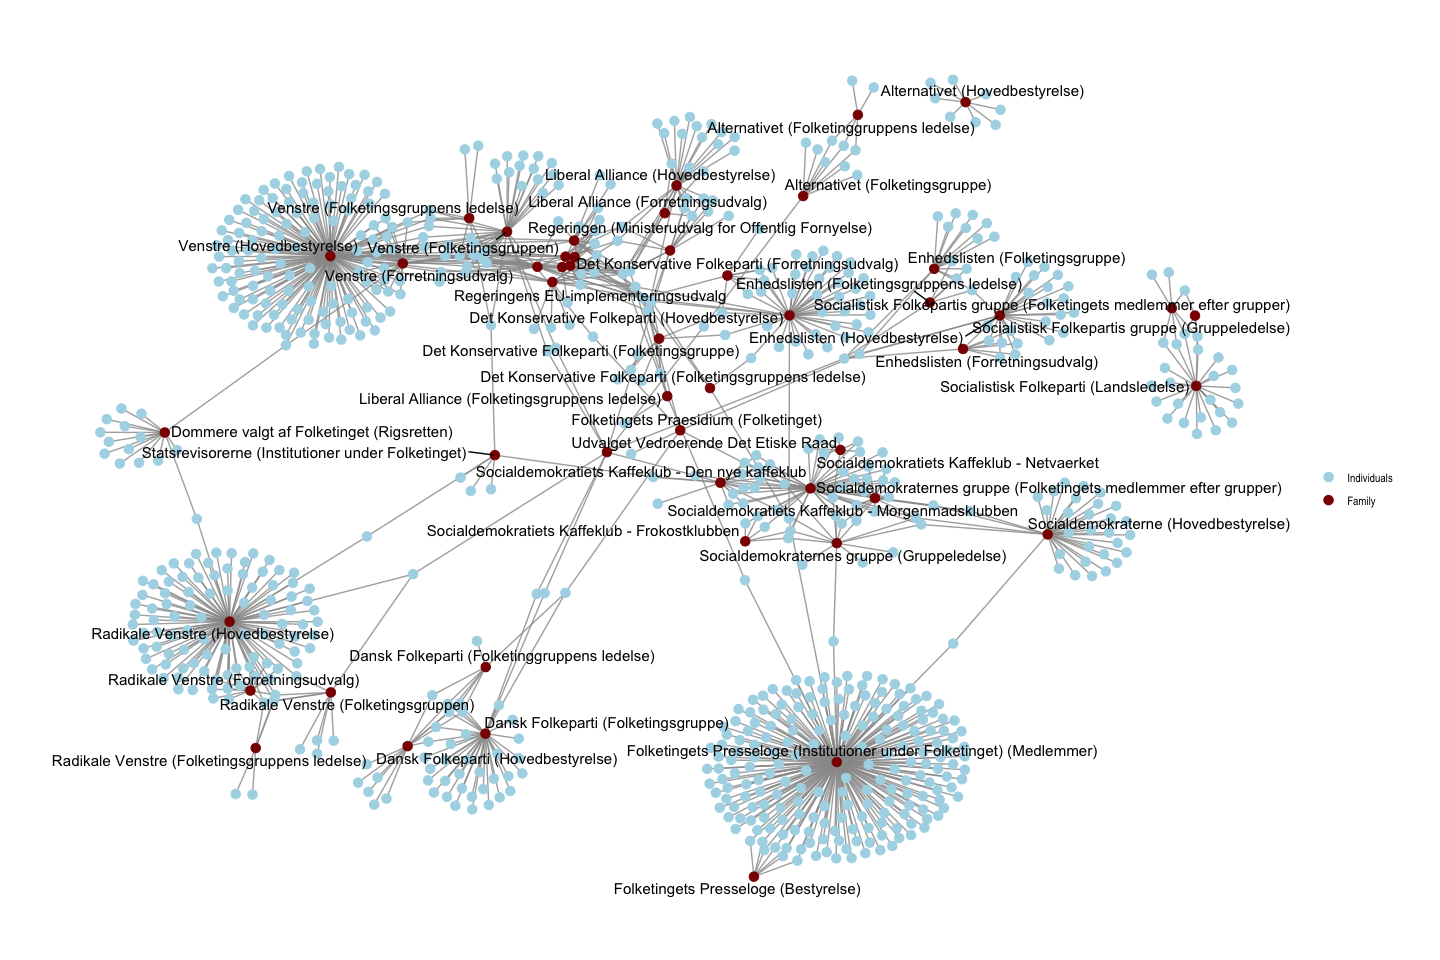 Alternativet (Hovedbestyrelse)
Alternativet (Folketinggruppens ledelse)
Liberal Alliance (Hovedbestyrelse)
Alternativet (Folketingsgruppe)
Liberal Alliance (Forretningsudvalg)
Venstre (Folketingsgruppens ledelse)
Regeringen (Ministerudvalg for Offentlig Fornyelse)
Venstre (Hovedbestyrelse)
Venstre (Folketingsgruppen)
Enhedslisten (Folketingsgruppe)
Det Konservative Folkeparti (Forretningsudvalg)
Venstre (Forretningsudvalg)
Enhedslisten (Folketingsgruppens ledelse)
Regeringens EU-implementeringsudvalg
Socialistisk Folkepartis gruppe (Folketingets medlemmer efter grupper)
Det Konservative Folkeparti (Hovedbestyrelse)
Socialistisk Folkepartis gruppe (Gruppeledelse)
Enhedslisten (Hovedbestyrelse)
Det Konservative Folkeparti (Folketingsgruppe)
Enhedslisten (Forretningsudvalg)
Det Konservative Folkeparti (Folketingsgruppens ledelse)
Socialistisk Folkeparti (Landsledelse)
Liberal Alliance (Folketingsgruppens ledelse)
Folketingets Praesidium (Folketinget)
Dommere valgt af Folketinget (Rigsretten)
Udvalget Vedroerende Det Etiske Raad
Statsrevisorerne (Institutioner under Folketinget)
Socialdemokratiets Kaffeklub - Netvaerket
Socialdemokratiets Kaffeklub - Den nye kaffeklub
Individuals
Socialdemokraternes gruppe (Folketingets medlemmer efter grupper)
Family
Socialdemokratiets Kaffeklub - Morgenmadsklubben
Socialdemokraterne (Hovedbestyrelse)
Socialdemokratiets Kaffeklub - Frokostklubben
Socialdemokraternes gruppe (Gruppeledelse)
Radikale Venstre (Hovedbestyrelse)
Dansk Folkeparti (Folketinggruppens ledelse)
Radikale Venstre (Forretningsudvalg)
Radikale Venstre (Folketingsgruppen)
Dansk Folkeparti (Folketingsgruppe)
Folketingets Presseloge (Institutioner under Folketinget) (Medlemmer)
Dansk Folkeparti (Hovedbestyrelse)
Radikale Venstre (Folketingsgruppens ledelse)
Folketingets Presseloge (Bestyrelse)